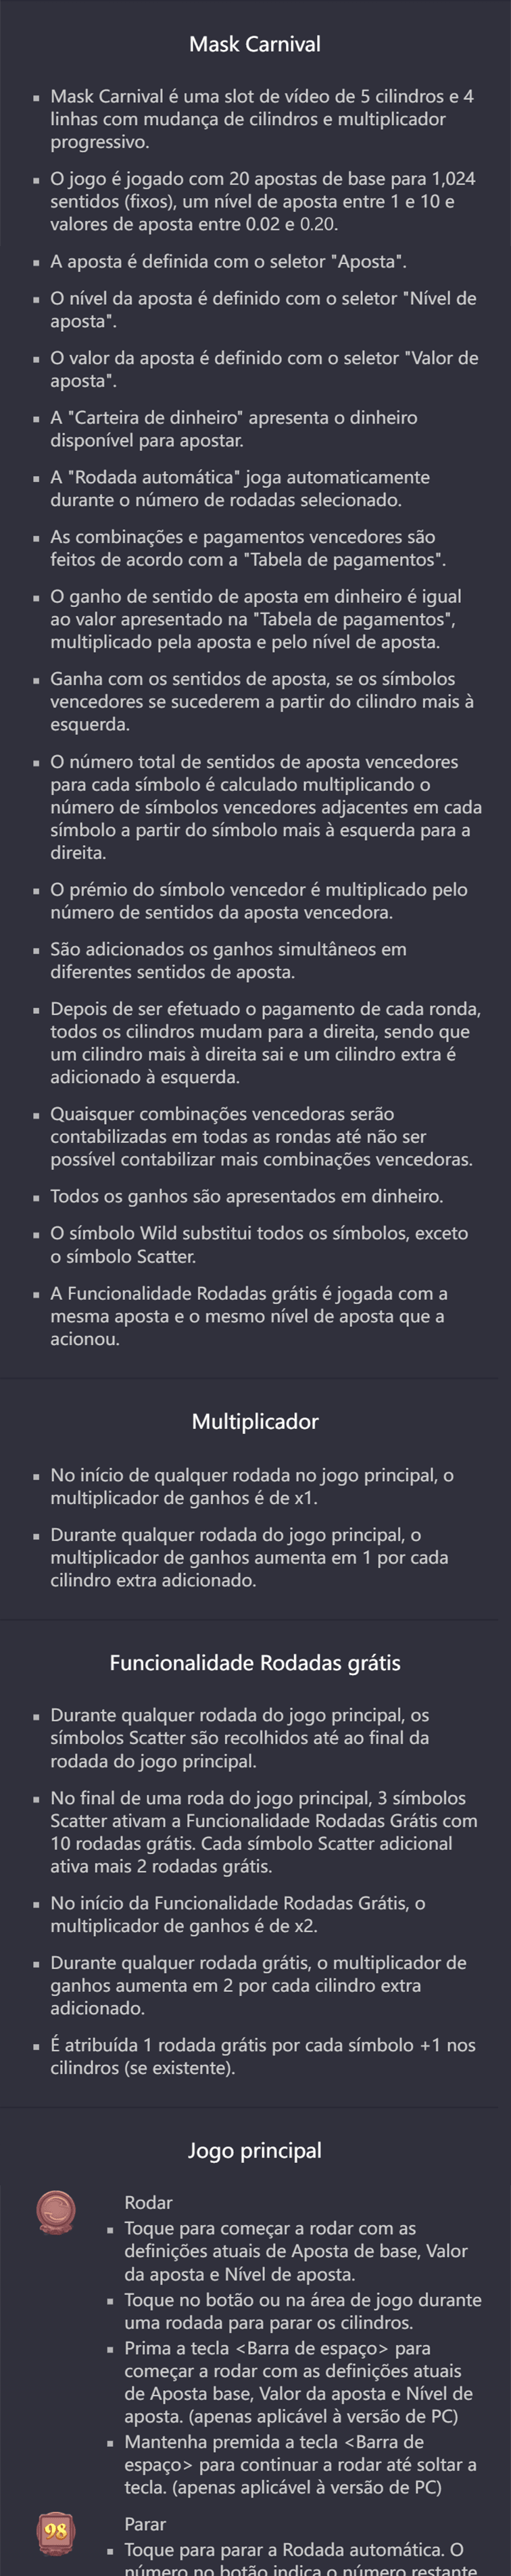 Mask Carnival
▪ Mask Carnival é uma slot de vídeo de 5 cilindros e 4
linhas com mudança de cilindros e multiplicador
progressivo.
▪ O jogo é jogado com 20 apostas de base para 1,024
sentidos (fixos), um nível de aposta entre 1 e 10 e
valores de aposta entre 0.02 e 0.20.
▪ A aposta é definida com o seletor "Aposta".
▪ O nível da aposta é definido com o seletor "Nível de
aposta".
▪ O valor da aposta é definido com o seletor "Valor de
aposta".
▪ A "Carteira de dinheiro" apresenta o dinheiro
disponível para apostar.
▪ A "Rodada automática" joga automaticamente
durante o número de rodadas selecionado.
▪ As combinações e pagamentos vencedores são
feitos de acordo com a "Tabela de pagamentos".
▪ O ganho de sentido de aposta em dinheiro é igual
ao valor apresentado na "Tabela de pagamentos",
multiplicado pela aposta e pelo nível de aposta.
▪ Ganha com os sentidos de aposta, se os símbolos
vencedores se sucederem a partir do cilindro mais à
esquerda.
▪ O número total de sentidos de aposta vencedores
para cada símbolo é calculado multiplicando o
número de símbolos vencedores adjacentes em cada
símbolo a partir do símbolo mais à esquerda para a
direita.
▪ O prémio do símbolo vencedor é multiplicado pelo
número de sentidos da aposta vencedora.
▪ São adicionados os ganhos simultâneos em
diferentes sentidos de aposta.
▪ Depois de ser efetuado o pagamento de cada ronda,
todos os cilindros mudam para a direita, sendo que
um cilindro mais à direita sai e um cilindro extra é
adicionado à esquerda.
▪ Quaisquer combinações vencedoras serão
contabilizadas em todas as rondas até não ser
possível contabilizar mais combinações vencedoras.
▪ Todos os ganhos são apresentados em dinheiro.
▪ O símbolo Wild substitui todos os símbolos, exceto
o símbolo Scatter.
▪ A Funcionalidade Rodadas grátis é jogada com a
mesma aposta e o mesmo nível de aposta que a
acionou.
Multiplicador
▪ No início de qualquer rodada no jogo principal, o
multiplicador de ganhos é de x1.
▪ Durante qualquer rodada do jogo principal, o
multiplicador de ganhos aumenta em 1 por cada
cilindro extra adicionado.
Funcionalidade Rodadas grátis
▪ Durante qualquer rodada do jogo principal, os
símbolos Scatter são recolhidos até ao final da
rodada do jogo principal.
▪ No final de uma roda do jogo principal, 3 símbolos
Scatter ativam a Funcionalidade Rodadas Grátis com
10 rodadas grátis. Cada símbolo Scatter adicional
ativa mais 2 rodadas grátis.
▪ No início da Funcionalidade Rodadas Grátis, o
multiplicador de ganhos é de x2.
▪ Durante qualquer rodada grátis, o multiplicador de
ganhos aumenta em 2 por cada cilindro extra
adicionado.
▪ É atribuída 1 rodada grátis por cada símbolo +1 nos
cilindros (se existente).
Jogo principal
Rodar
▪ Toque para começar a rodar com as
definições atuais de Aposta de base, Valor
da aposta e Nível de aposta.
▪ Toque no botão ou na área de jogo durante
uma rodada para parar os cilindros.
▪ Prima a tecla <Barra de espaço> para
começar a rodar com as definições atuais
de Aposta base, Valor da aposta e Nível de
aposta. (apenas aplicável à versão de PC)
▪ Mantenha premida a tecla <Barra de
espaço> para continuar a rodar até soltar a
tecla. (apenas aplicável à versão de PC)
98
Parar
▪ Toque para parar a Rodada automática. O
número no botão indica o número restante